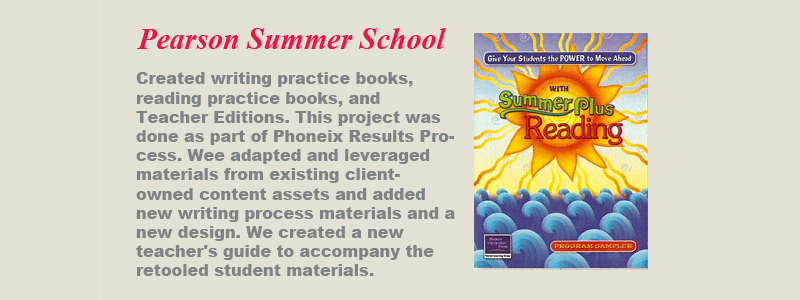 Pearson Summer School
Created writing practice books,
reading practice books, and
Teacher Editions. This project was
done as part of Phoneix Results Pro-
cess. Wee adapted and leveraged
materials from existing client-
owned content assets and added
new writing process materials and a
new design. We created a new
teacher's guide to accompany the
retooled student materials.
Give Your Students the POWER to Move Ahead
WITH
Summer Plus
Reading
PROGRAM SAMPLER